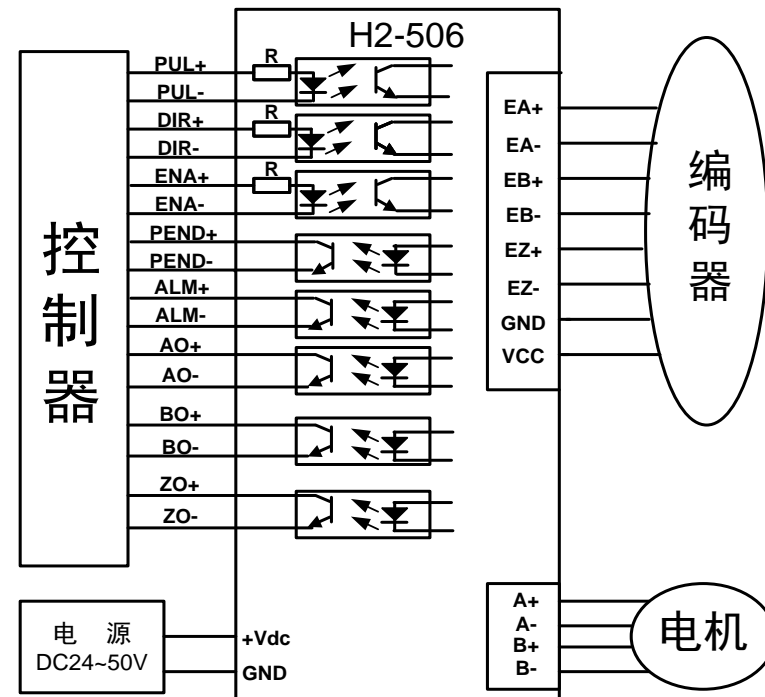 H2-506
控制器
PUL+
R
PUL-
DIR+
R
DIR-
ENA+
R
ENA-
PEND+
PEND-
ALM+
ALM-
AO+
AO-
BO+
BO-
ZO+
ZO-
EA+
EA-
EB+
EB-
EZ+
EZ-
GND
VCC
编码器
电 源
DC24~50V
+Vdc
GND
A+
A-
B+
B-
电机